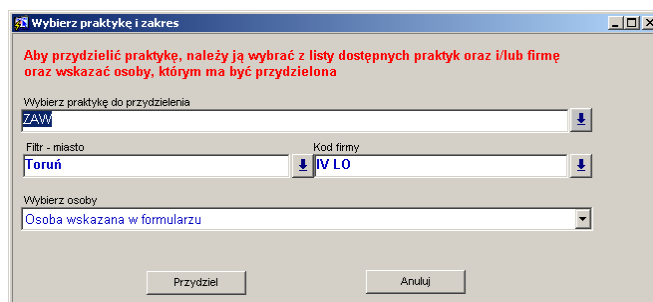 Wybierz praktykę i zakres
Aby przydzielić praktykę, należy ją wybrać z listy dostępnych praktyk oraz i/lub firmę
oraz wskazać osoby, którym ma być przydzielona
Wybierz praktykę do przydzielenia
ZAW
Filtr - miasto Kod firmy
Toruń IV LO
Wybierz osoby
Osoba wskazana w formularzu
Przydziel Anuluj